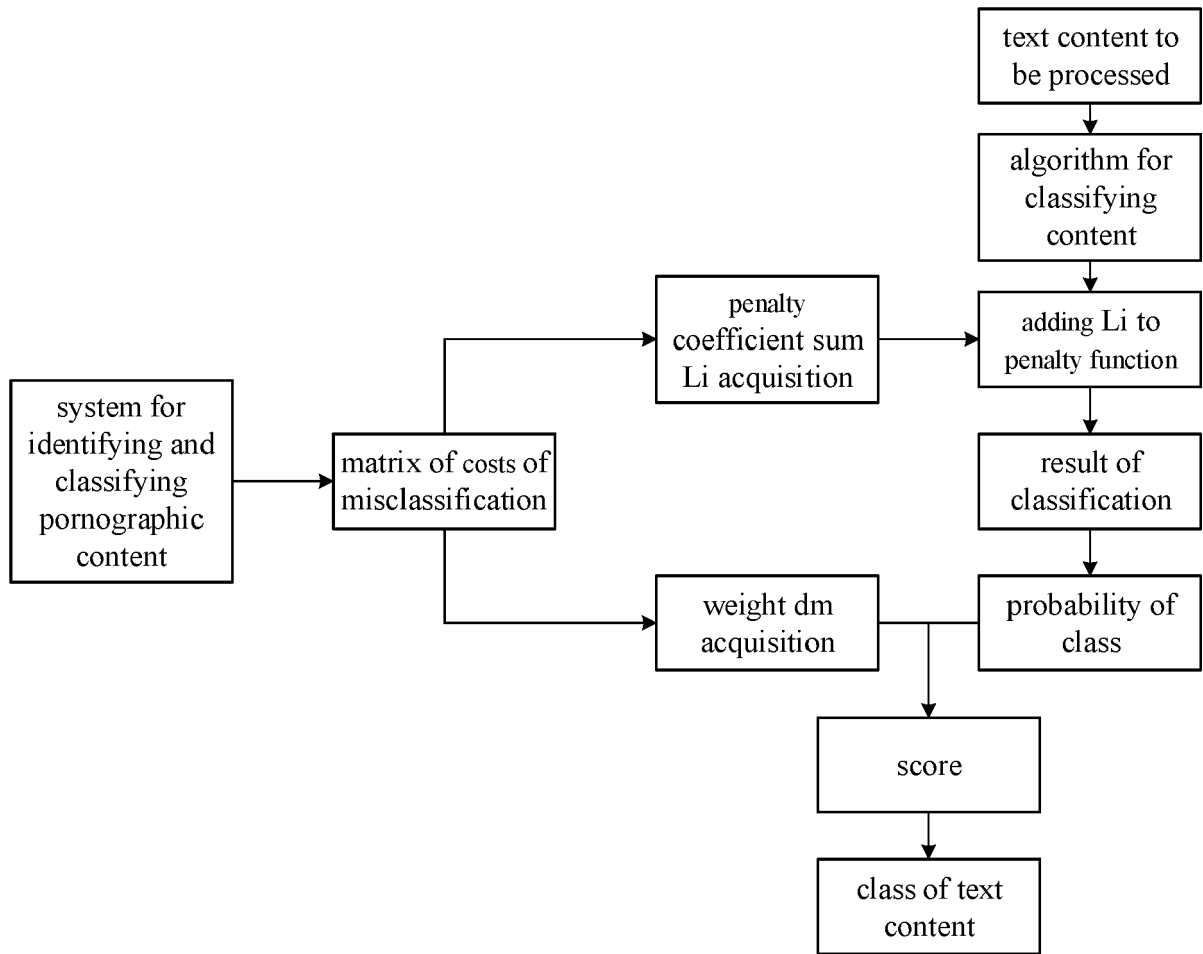 text content to
be processed
algorithm for
classifying
content
penalty
coefficient sum
Li acquisition
adding Li to
penalty function
system for
identifying and
classifying
pornographic
content
matrix of costs of
misclassification
result of
classification
weight dm
acquisition
probability of
class
score
class of text
content